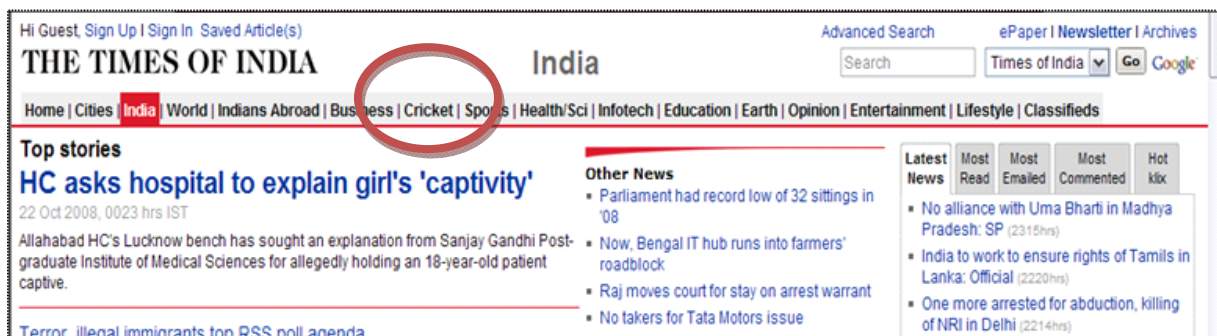 Hi Guest, Sign Up | Sign In Saved Article(s)
Advanced Search
ePaper | Newsletter | Archives
THE TIMES OF INDIA
India
Search
Times of India
Go
Google
Home | Cities | India | World | Indians Abroad | Business | Cricket | Sports | Health/Sci | Infotech | Education | Earth | Opinion | Entertainment | Lifestyle | Classifieds
Top stories
HC asks hospital to explain girl's 'captivity'
22 Oct 2008, 0023 hrs IST
Allahabad HC's Lucknow bench has sought an explanation from Sanjay Gandhi Post-
graduate Institute of Medical Sciences for allegedly holding an 18-year-old patient
captive.
Terror, illegal immigrants top RSS poll agenda
Other News
Parliament had record low of 32 sittings in
'08
Now, Bengal IT hub runs into farmers'
roadblock
Raj moves court for stay on arrest warrant
No takers for Tata Motors issue
Latest News
Most Read
Most Emailed
Most Commented
Hot klix
No alliance with Uma Bharti in Madhya
Pradesh: SP (2315hrs)
India to work to ensure rights of Tamils in
Lanka: Official (2220hrs)
One more arrested for abduction, killing
of NRI in Delhi (2214hrs)